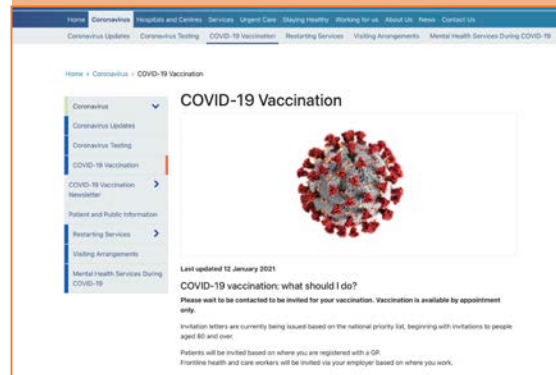 Home Coronavirus Hospitals and Centres Services Urgent Care Staying Healthy Working for us About Us News Contact Us
Coronavirus Updates Coronavirus Testing COVID-19 Vaccination Restarting Services Visiting Arrangements Mental Health Services During COVID-19
Home Coronavirus COVID-19 Vaccination
Coronavirus
Coronavirus Updates
Coronavirus Testing
COVID-19 Vaccination
COVID-19 Vaccination
Newsletter
Patient and Public Information
Restarting Services
Visiting Arrangements
Mental Health Services During
COVID-19
COVID-19 Vaccination
Last updated 12 January 2021
COVID-19 vaccination: what should I do?
Please wait to be contacted to be invited for your vaccination. Vaccination is available by appointment
only.
Invitation letters are currently being issued based on the national priority list, beginning with invitations to people
aged 80 and over.
Patients will be invited based on where you are registered with a GP.
Frontline health and care workers will be invited via your employer based on where you work.